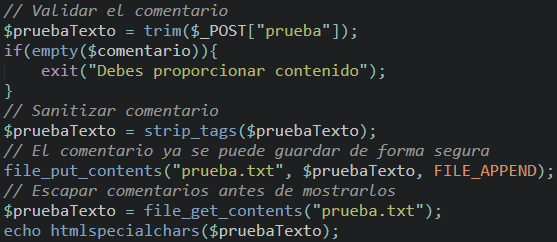 // Validar el comentario
$pruebaTexto = trim($_POST["prueba"]);
if(empty($comentario)){
    exit("Debes proporcionar contenido");
}
// Sanitizar comentario
$pruebaTexto = strip_tags($pruebaTexto);
// El comentario ya se puede guardar de forma segura
file_put_contents("prueba.txt", $pruebaTexto, FILE_APPEND);
// Escapar comentarios antes de mostrarlos
$pruebaTexto = file_get_contents("prueba.txt");
echo htmlspecialchars($pruebaTexto);